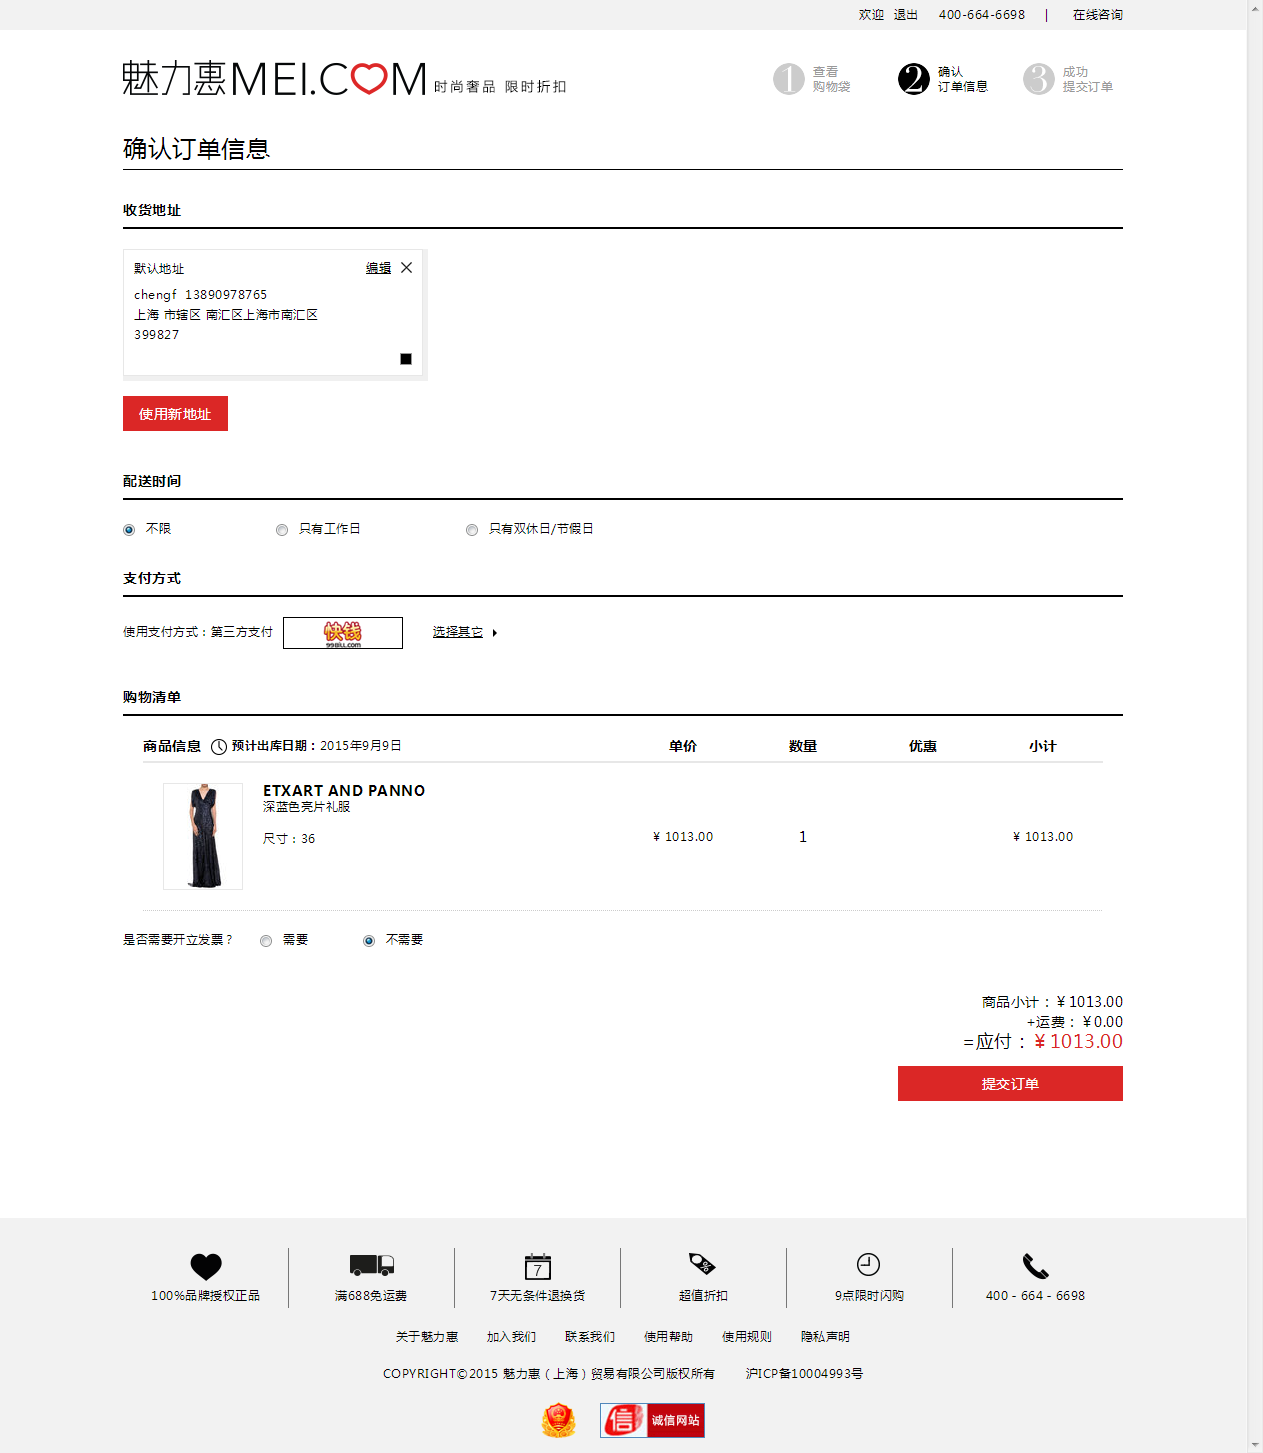 欢迎 退出 400-664-6698 | 在线咨询
魅力惠MEI.COM 时尚奢品 限时折扣
1 查看
购物袋
2 确认
订单信息
3 成功
提交订单
确认订单信息
收货地址
默认地址 编辑
chengf 13890978765
上海 市辖区 南汇区上海市南汇区
399827
使用新地址
配送时间
不限 只有工作日 只有双休日/节假日
支付方式
使用支付方式：第三方支付 快钱 99BILL.COM 选择其它
购物清单
商品信息 预计出库日期：2015年9月9日 单价 数量 优惠 小计
ETXART AND PANNO
深蓝色亮片礼服
尺寸：36
¥ 1013.00 1 ¥ 1013.00
是否需要开立发票？ 需要 不需要
商品小计：¥1013.00
+运费：¥0.00
=应付：¥1013.00
提交订单
100%品牌授权正品 满688免运费 7 7天无条件退换货 % 超值折扣 9点限时闪购 400 - 664 - 6698
关于魅力惠 加入我们 联系我们 使用帮助 使用规则 隐私声明
COPYRIGHT©2015 魅力惠（上海）贸易有限公司版权所有 沪ICP备10004993号
信 诚信网站